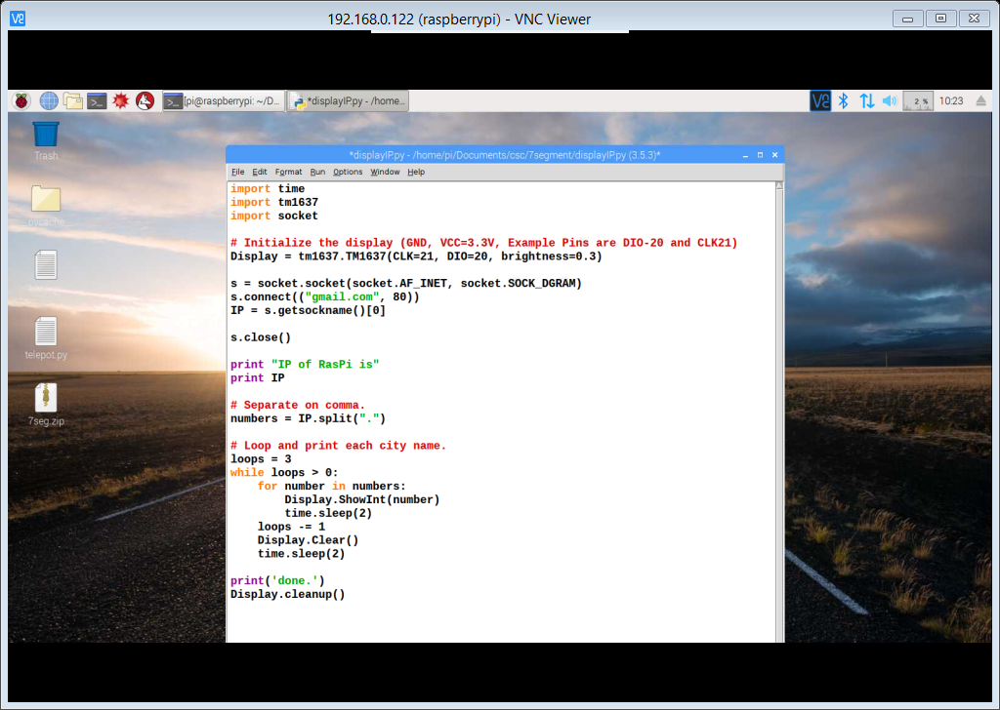 192.168.0.122 (raspberrypi) - VNC Viewer
[pi@raspberrypi: ~/D...
*displayIP.py - /home...
2 %
10:23
Trash
telepot.py
7seg.zip
*displayIP.py - /home/pi/Documents/csc/7segment/displayIP.py (3.5.3)*
File Edit Format Run Options Window Help
import time
import tm1637
import socket
# Initialize the display (GND, VCC=3.3V, Example Pins are DIO-20 and CLK21)
Display = tm1637.TM1637(CLK=21, DIO=20, brightness=0.3)
s = socket.socket(socket.AF_INET, socket.SOCK_DGRAM)
s.connect(("gmail.com", 80))
IP = s.getsockname()[0]
s.close()
print "IP of RasPi is"
print IP
# Separate on comma.
numbers = IP.split(".")
# Loop and print each city name.
loops = 3
while loops > 0:
    for number in numbers:
        Display.ShowInt(number)
        time.sleep(2)
    loops -= 1
    Display.Clear()
    time.sleep(2)
print('done.')
Display.cleanup()